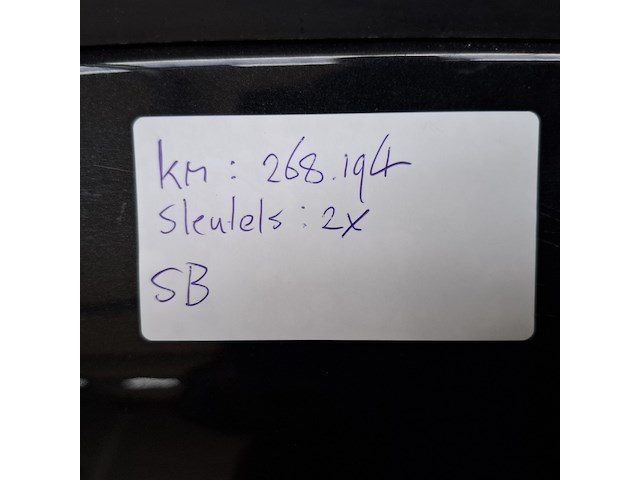 km : 268.194
Sleutels : 2x
SB